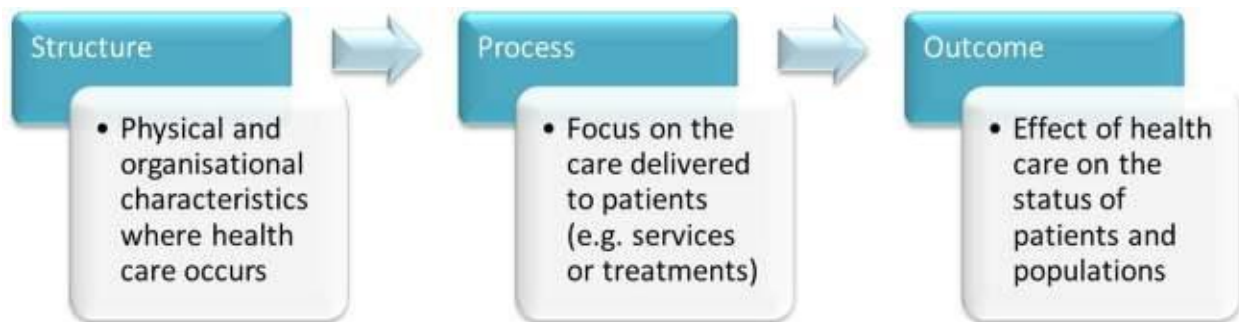 Structure
• Physical and
organisational
characteristics
where health
care occurs
Process
• Focus on the
care delivered
to patients
(e.g. services
or treatments)
Outcome
• Effect of health
care on the
status of
patients and
populations